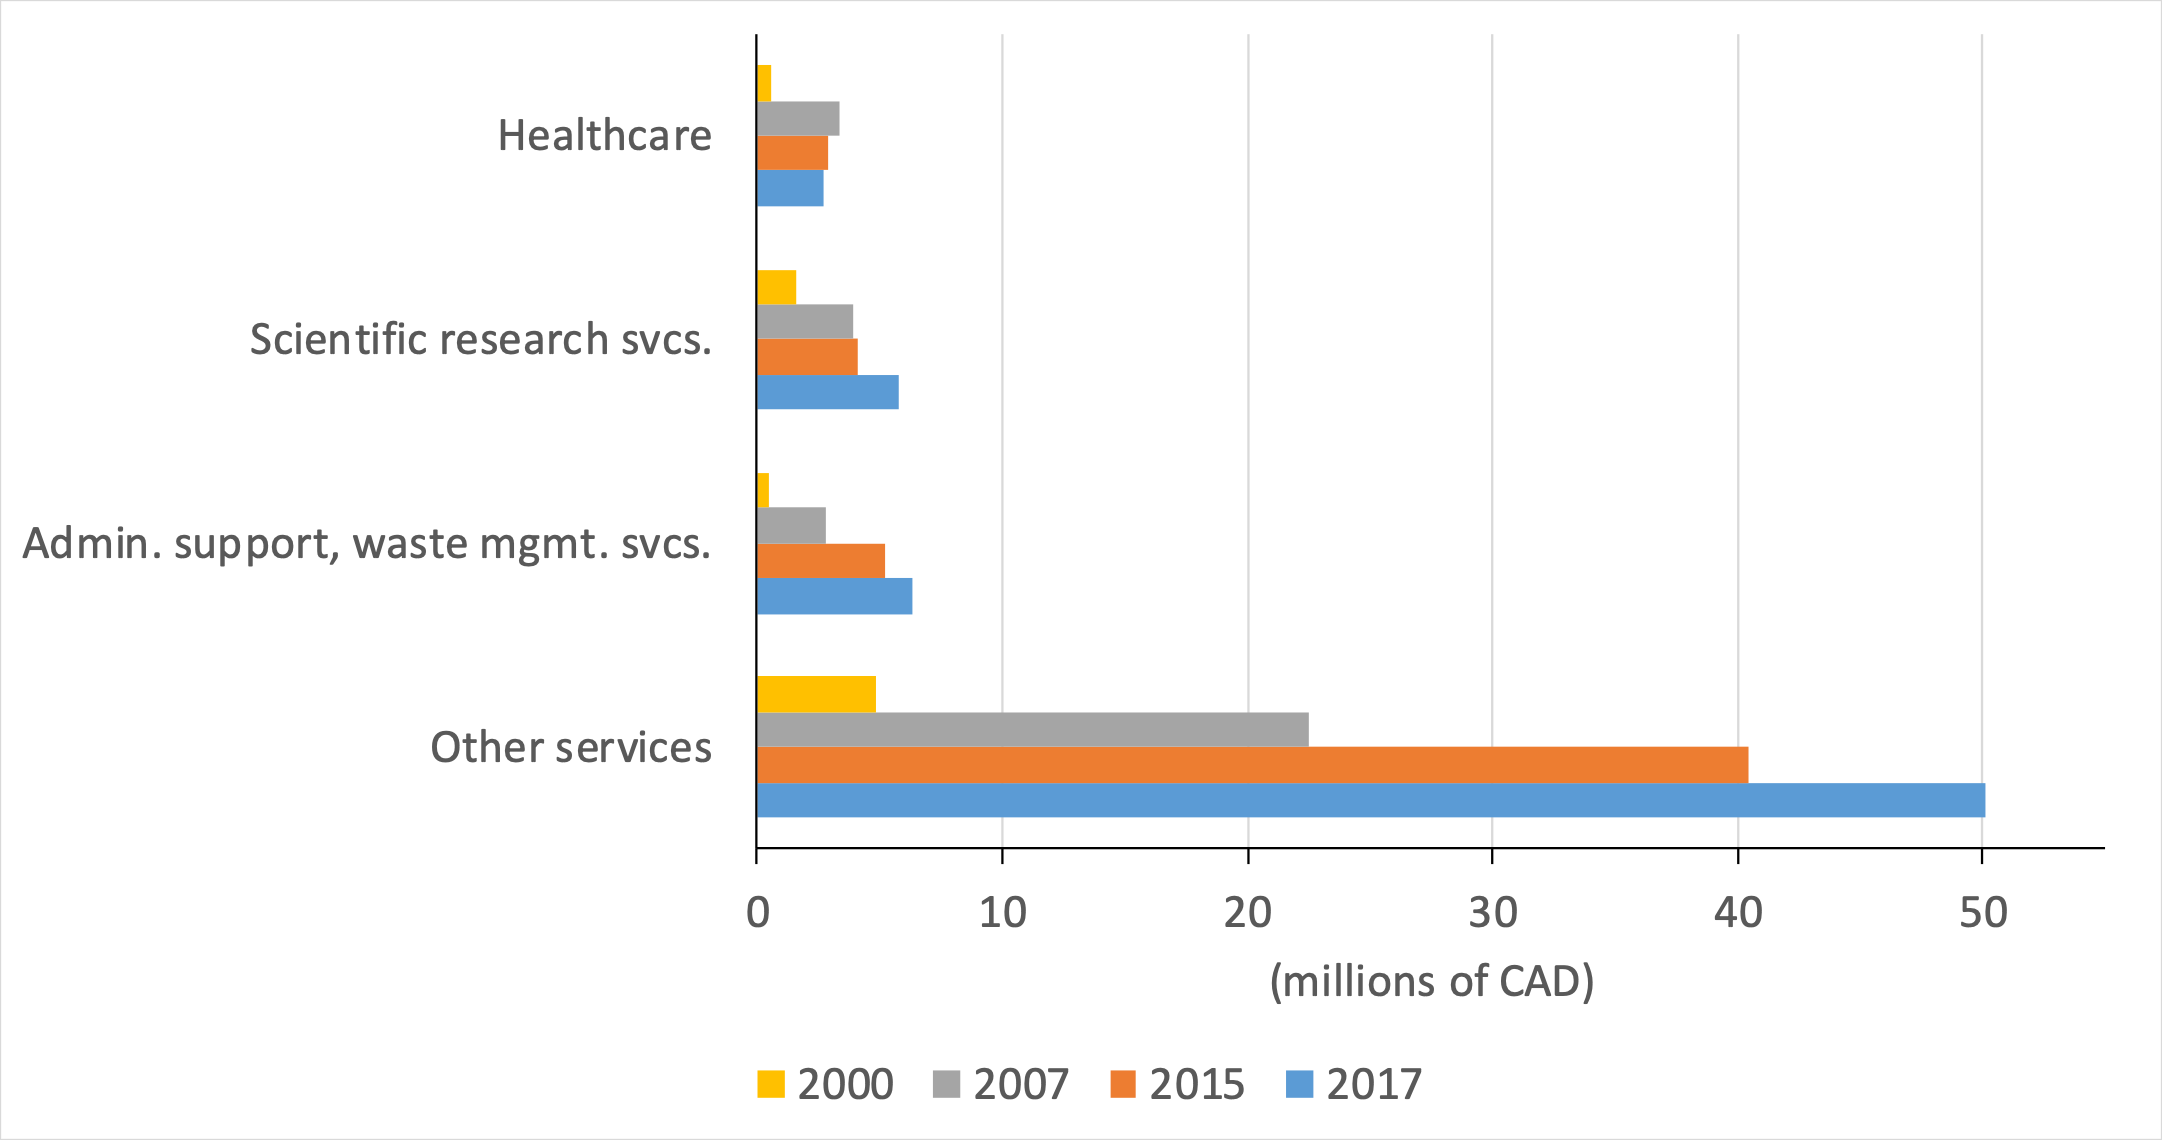 Healthcare
Scientific research svcs.
Admin. support, waste mgmt. svcs.
Other services
0 10 20 30 40 50
(millions of CAD)
2000 2007 2015 2017